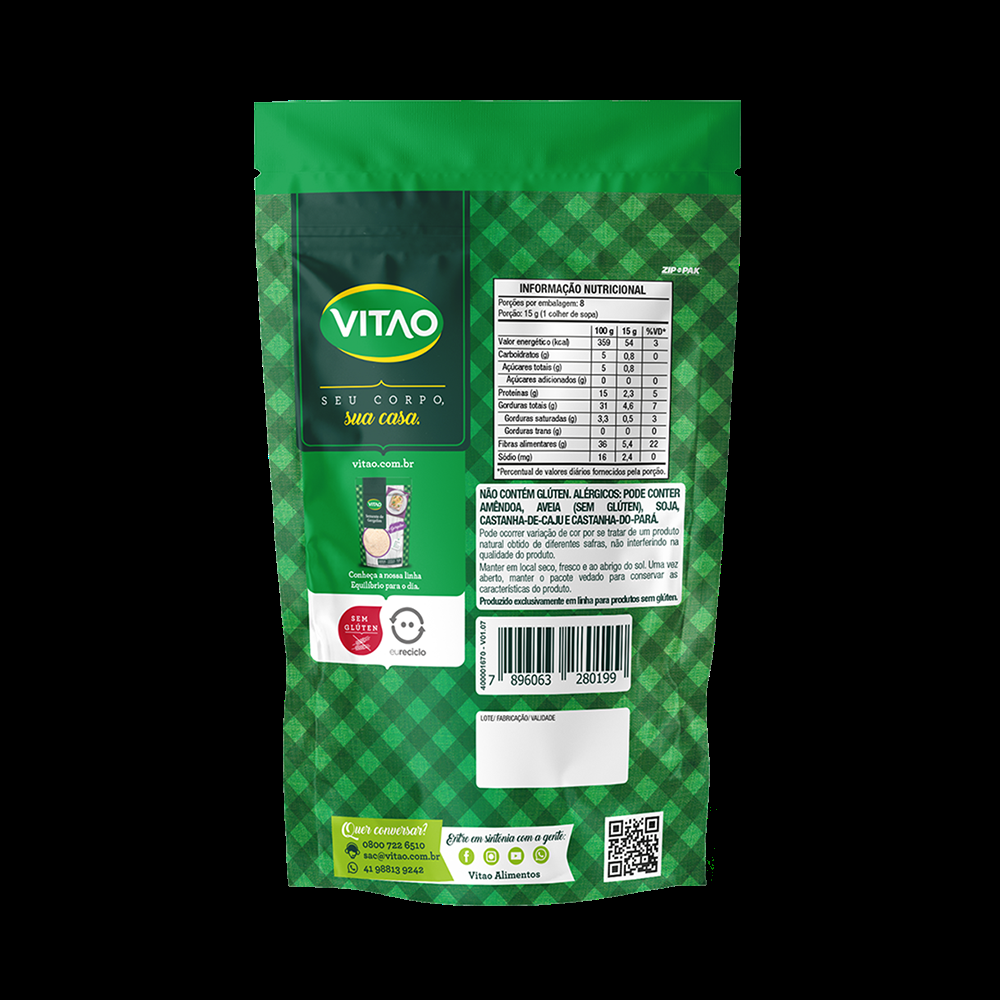 ZIP-PAK
VITAO
SEU CORPO,
sua casa.
vitao.com.br
VITAO
Conheça a nossa linha
Equilíbrio para o dia.
SEM
GLÚTEN
eureciclo
INFORMAÇÃO NUTRICIONAL
Porções por embalagem: 8
Porção: 15 g (1 colher de sopa)
100 g 15 g %VD*
Valor energético (kcal) 359 54 3
Carboidratos (g) 5 0,8 0
Açúcares totais (g) 5 0,8
Açúcares adicionados (g) 0 0 0
Proteínas (g) 15 2,3 5
Gorduras totais (g) 31 4,6 7
Gorduras saturadas (g) 3,3 0,5 3
Gorduras trans (g) 0 0 0
Fibras alimentares (g) 36 5,4 22
Sódio (mg) 16 2,4 0
*Percentual de valores diários fornecidos pela porção.
NÃO CONTÉM GLÚTEN. ALÉRGICOS: PODE CONTER
AMÊNDOA, AVEIA (SEM GLÚTEN), SOJA,
CASTANHA-DE-CAJU E CASTANHA-DO-PARÁ.
Pode ocorrer variação de cor por se tratar de um produto
natural obtido de diferentes safras, não interferindo na
qualidade do produto.
Manter em local seco, fresco e ao abrigo do sol. Uma vez
aberto, manter o pacote vedado para conservar as
características do produto.
Produzido exclusivamente em linha para produtos sem glúten.
400001670 - V01.07
7 896063 280199
LOTE/ FABRICAÇÃO/ VALIDADE
Quer conversar?
0800 722 6510
sac@vitao.com.br
41 98813 9242
Entre em sintonia com a gente:
Vitao Alimentos